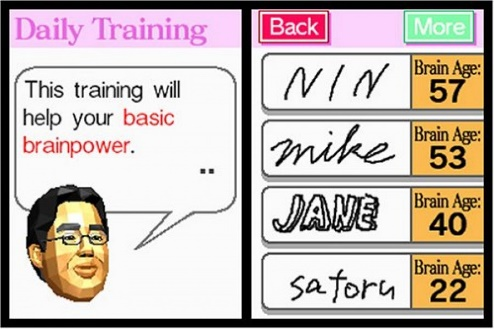 Daily Training
This training will
help your basic
brainpower.
Back
More
NIN
Brain Age:
57
mike
Brain Age:
53
JANE
Brain Age:
40
satoru
Brain Age:
22